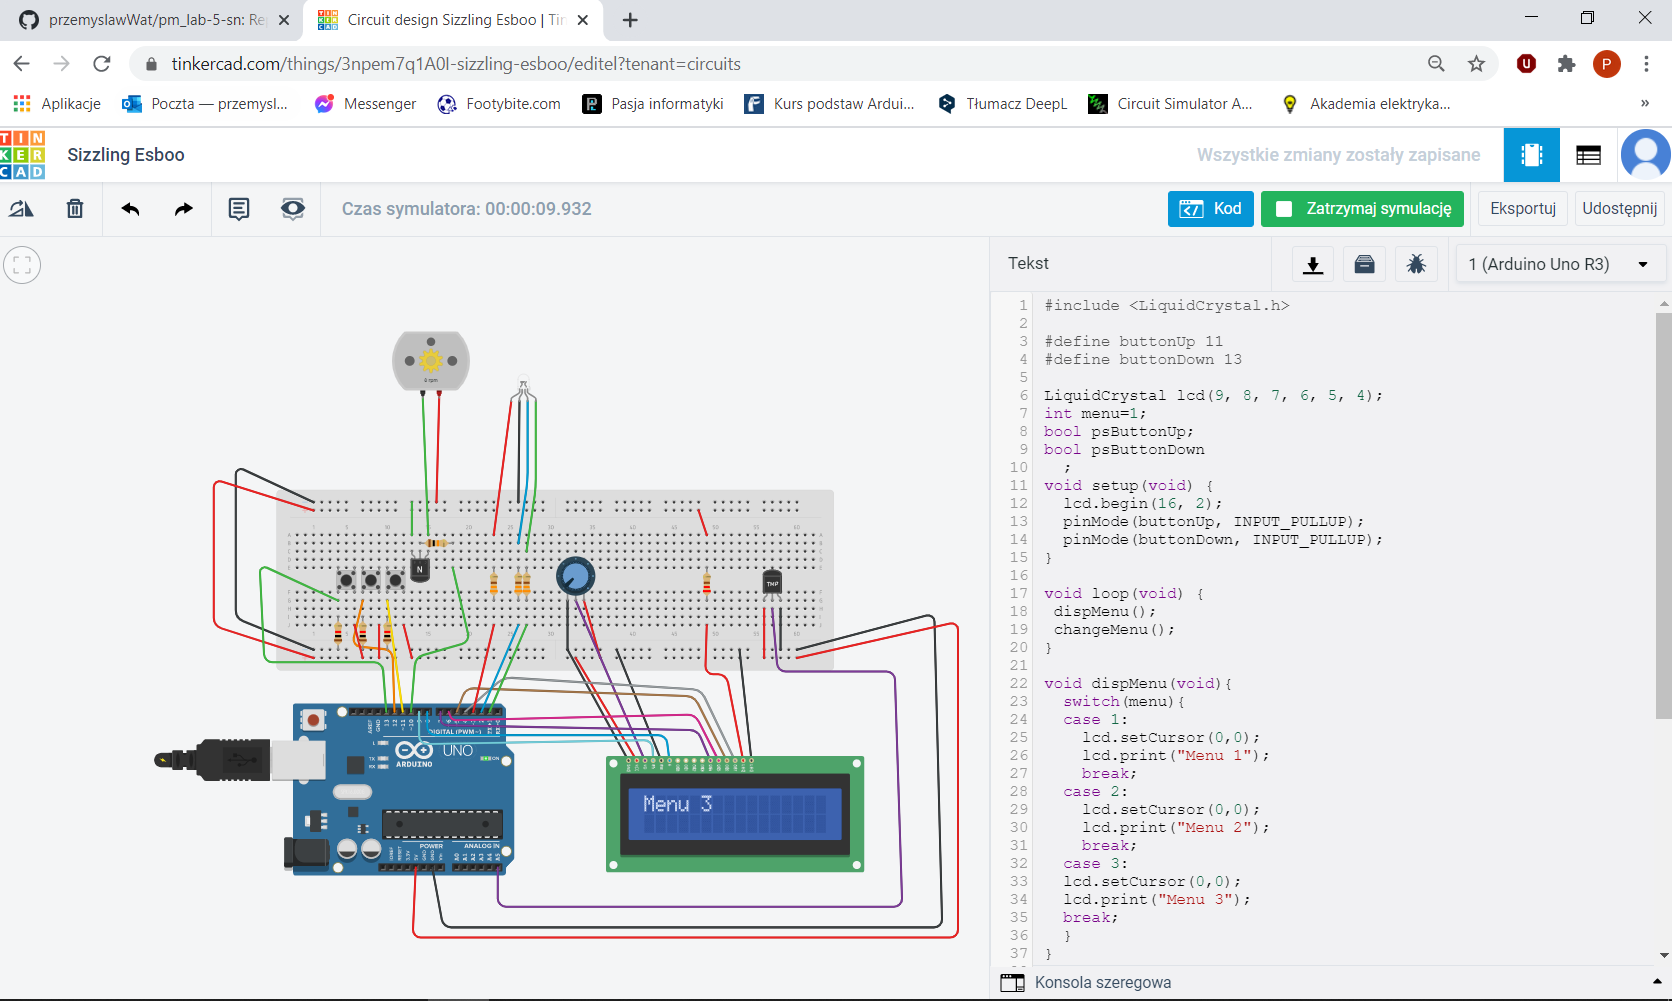 przemyslawWat/pm_lab-5-sn: Re
Circuit design Sizzling Esboo | Tin
tinkercad.com/things/3npem7q1A0I-sizzling-esboo/editel?tenant=circuits
P
Aplikacje
Poczta — przemysl...
Messenger
Footybite.com
Pasja informatyki
Kurs podstaw Ardui...
Tłumacz DeepL
Circuit Simulator A...
Akademia elektryka...
»
TIN
KER
CAD
Sizzling Esboo
Wszystkie zmiany zostały zapisane
Czas symulatora: 00:00:09.932
Kod
Zatrzymaj symulację
Eksportuj
Udostępnij
Tekst
1 (Arduino Uno R3)
1 #include <LiquidCrystal.h>
2
3 #define buttonUp 11
4 #define buttonDown 13
5
6 LiquidCrystal lcd(9, 8, 7, 6, 5, 4);
7 int menu=1;
8 bool psButtonUp;
9 bool psButtonDown
10 ;
11 void setup(void) {
12 lcd.begin(16, 2);
13 pinMode(buttonUp, INPUT_PULLUP);
14 pinMode(buttonDown, INPUT_PULLUP);
15 }
16
17 void loop(void) {
18 dispMenu();
19 changeMenu();
20 }
21
22 void dispMenu(void){
23 switch(menu){
24 case 1:
25 lcd.setCursor(0,0);
26 lcd.print("Menu 1");
27 break;
28 case 2:
29 lcd.setCursor(0,0);
30 lcd.print("Menu 2");
31 break;
32 case 3:
33 lcd.setCursor(0,0);
34 lcd.print("Menu 3");
35 break;
36 }
37 }
Konsola szeregowa
0 rpm
N
TMP
DIGITAL (PWM~)
UNO
ARDUINO
TX
RX
L
ON
POWER
ANALOG IN
Menu 3